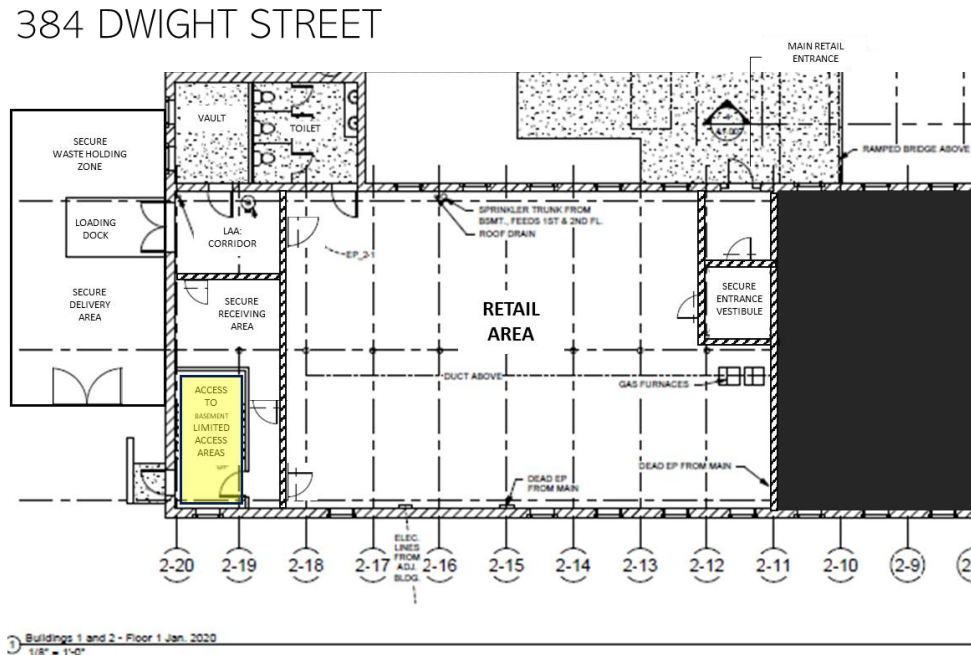 384 DWIGHT STREET
MAIN RETAIL
ENTRANCE
VAULT
TOILET
SECURE
WASTE HOLDING
ZONE
RAMPED BRIDGE ABOVE
LOADING
DOCK
LAA:
CORRIDOR
SPRINKLER TRUNK FROM
BSMT., FEEDS 1ST & 2ND FL.
ROOF DRAIN
EP_2-1
SECURE
DELIVERY
AREA
SECURE
RECEIVING
AREA
RETAIL
AREA
SECURE
ENTRANCE
VESTIBULE
DUCT ABOVE
GAS FURNACES
ACCESS
TO
BASEMENT
LIMITED
ACCESS
AREAS
DEAD EP FROM MAIN
DEAD EP
FROM MAIN
ELEC.
LINES
FROM
ADJ.
BLDG.
2-20
2-19
2-18
2-17
2-16
2-15
2-14
2-13
2-12
2-11
2-10
2-9
1
Buildings 1 and 2 - Floor 1 Jan. 2020
1/8" = 1'-0"